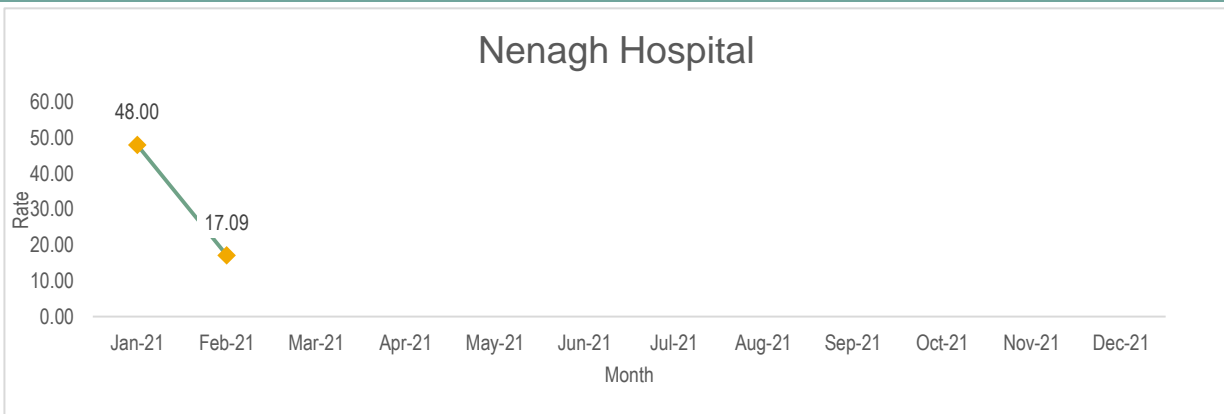 Nenagh Hospital
60.00
50.00
40.00
30.00
20.00
10.00
0.00
Rate
48.00
17.09
Jan-21 Feb-21 Mar-21 Apr-21 May-21 Jun-21 Jul-21 Aug-21 Sep-21 Oct-21 Nov-21 Dec-21
Month